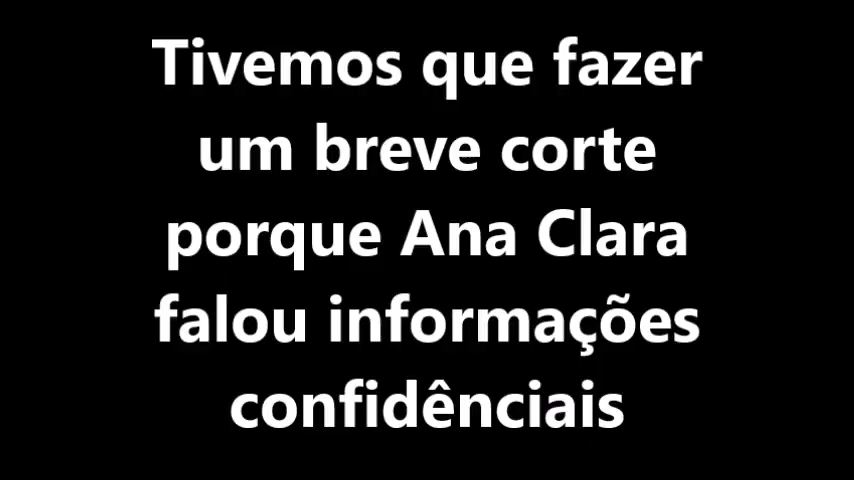 Tivemos que fazer
um breve corte
porque Ana Clara
falou informações
confidênciais